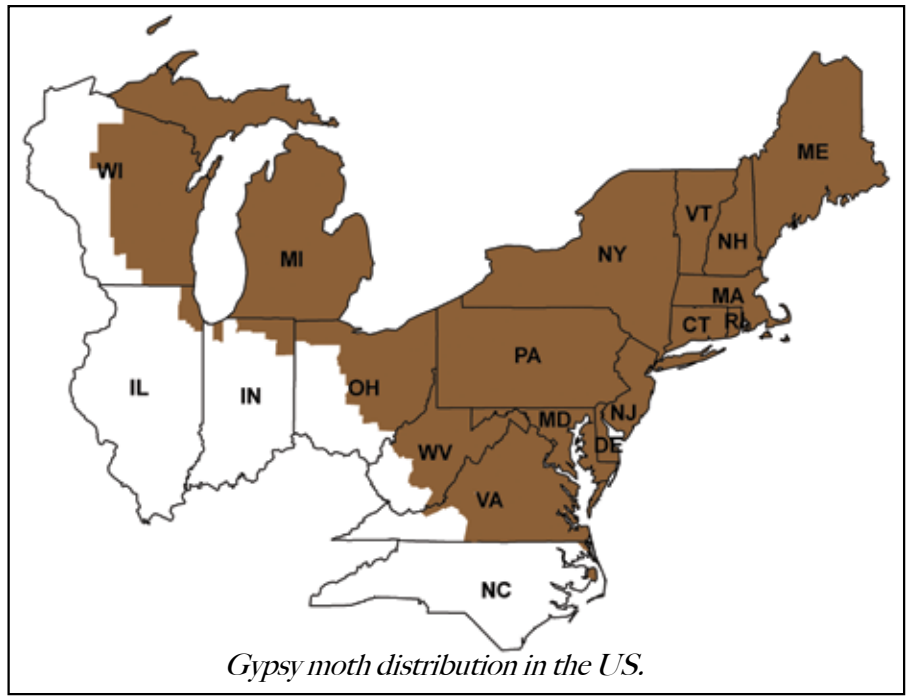 ME
WI
VT
NH
NY
MI
MA
CT
RI
PA
IL
IN
OH
NJ
MD
DE
WV
VA
NC
Gypsy moth distribution in the US.